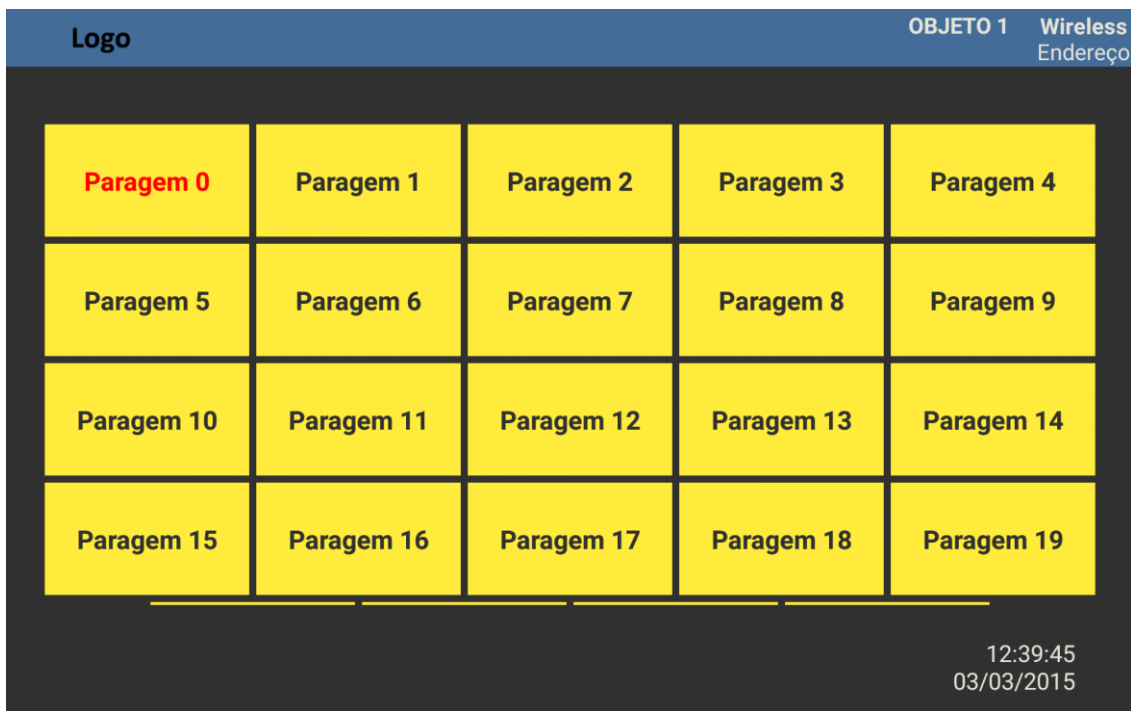 Logo
OBJETO 1 Wireless
Endereço
Paragem 0 Paragem 1 Paragem 2 Paragem 3 Paragem 4
Paragem 5 Paragem 6 Paragem 7 Paragem 8 Paragem 9
Paragem 10 Paragem 11 Paragem 12 Paragem 13 Paragem 14
Paragem 15 Paragem 16 Paragem 17 Paragem 18 Paragem 19
12:39:45
03/03/2015